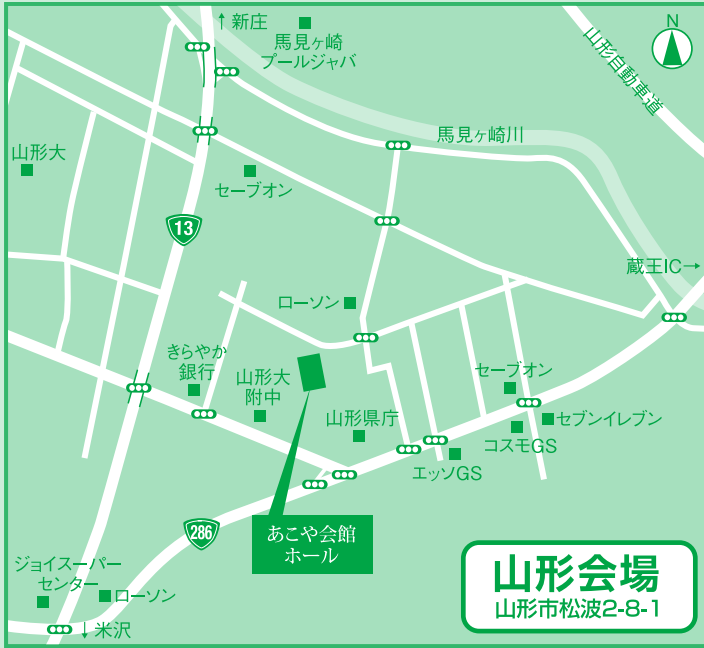 ↑新庄
馬見ヶ崎
プールジャバ
N
山形自動車道
馬見ヶ崎川
山形大
セーブオン
13
蔵王IC→
ローソン
きらやか
銀行
山形大
附中
セーブオン
山形県庁
セブンイレブン
コスモGS
エッソGS
286
あこや会館
ホール
ジョイスーパー
センター
ローソン
↓米沢
山形会場
山形市松波2-8-1